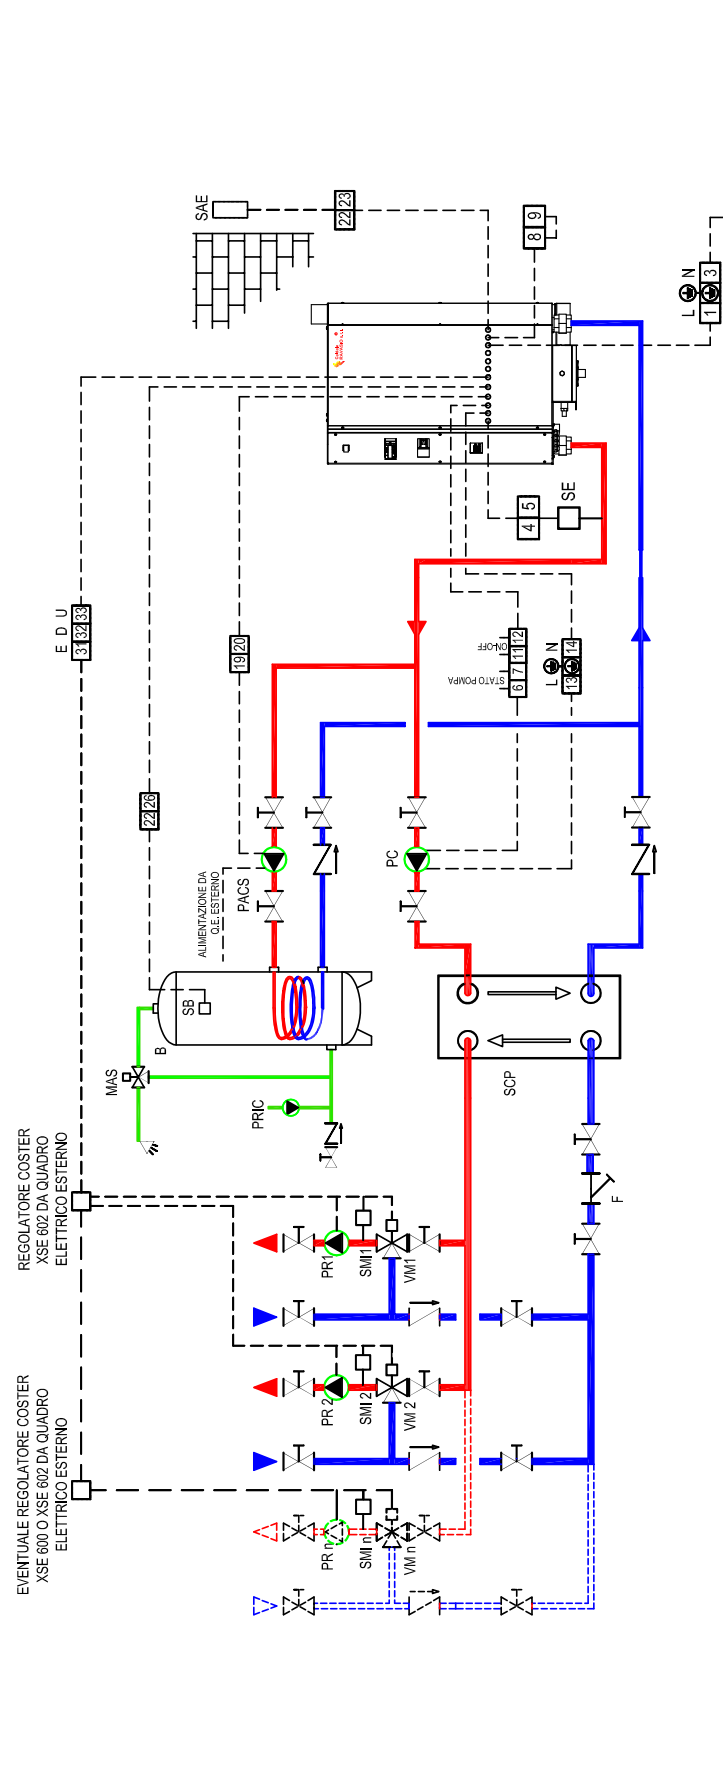 EVENTUALE REGOLATORE COSTER
XSE 600 O XSE 602 DA QUADRO
ELETTRICO ESTERNO
REGOLATORE COSTER
XSE 602 DA QUADRO
ELETTRICO ESTERNO
E D U
31 32 33
22 26
19 20
SAE
22 23
8 9
L N
1 3
4 5
SE
STATO POMPA
ON-OFF
6 7 11 12
L N
13 14
MAS
B
SB
PRIC
ALIMENTAZIONE DA
Q.E. ESTERNO
PACS
PC
SCP
F
PR1
SMI1
VM1
PR 2
SMI 2
VM 2
PR n
SMI n
VM n